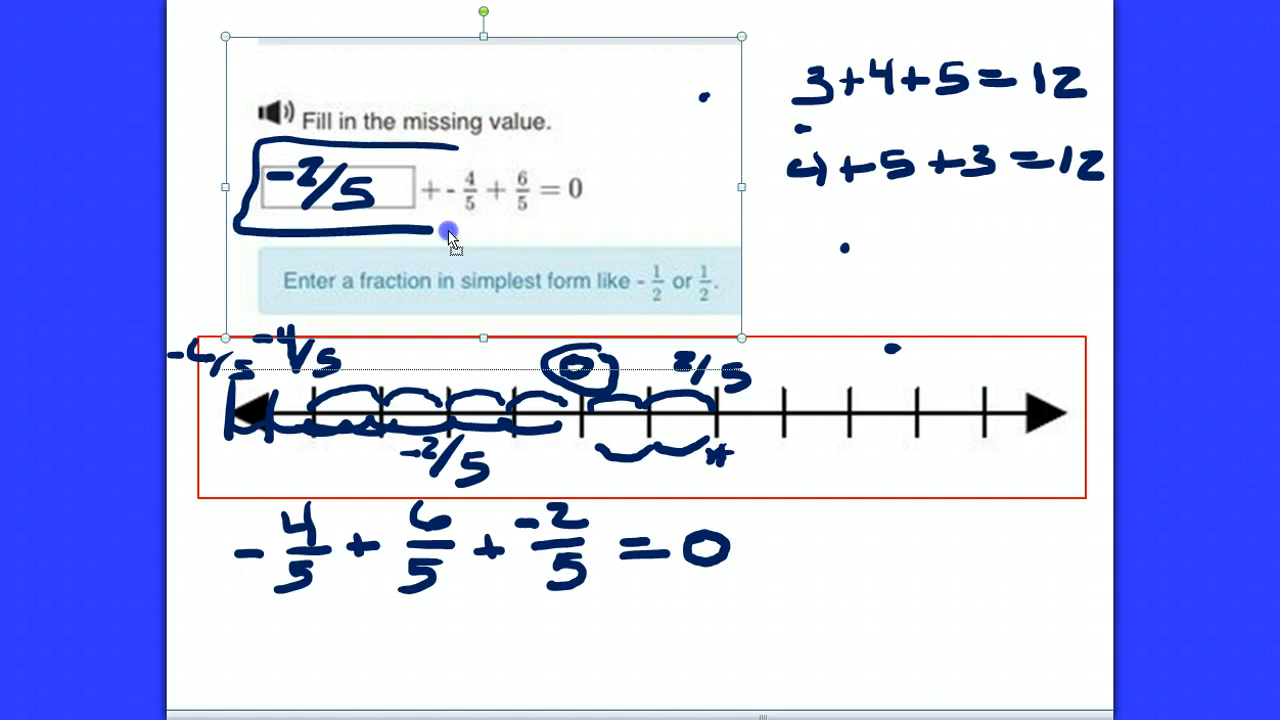 Fill in the missing value.
-2/5 + - 4/5 + 6/5 = 0
Enter a fraction in simplest form like - 1/2 or 1/2.
3+4+5=12
4+5+3=12
-6/5 -4/5 0 2/5
-2/5
- 4/5 + 6/5 + -2/5 = 0